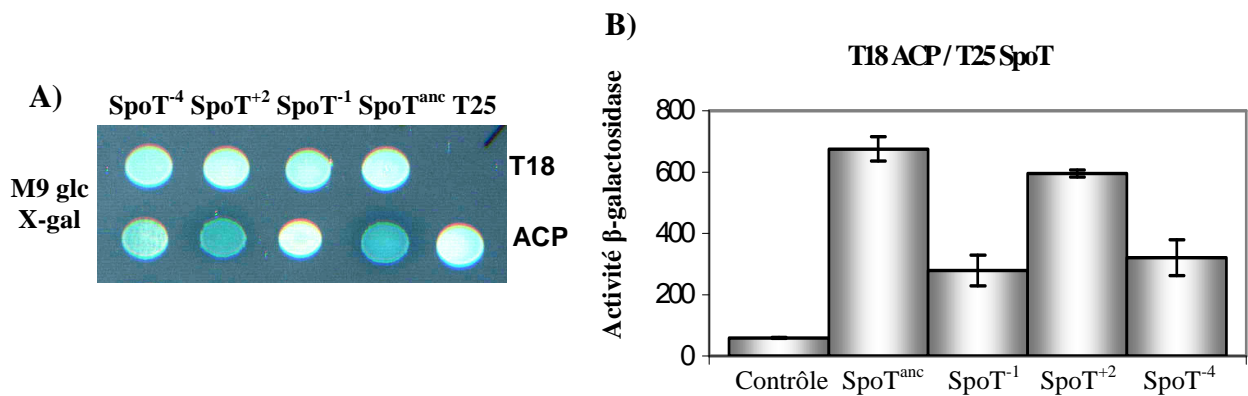 A)
SpoT⁻⁴ SpoT⁺² SpoT⁻¹ SpoTᵃⁿᶜ T25
M9 glc
X-gal
T18
ACP
B)
T18 ACP / T25 SpoT
Activité β-galactosidase
800
600
400
200
0
Contrôle SpoTᵃⁿᶜ SpoT⁻¹ SpoT⁺² SpoT⁻⁴